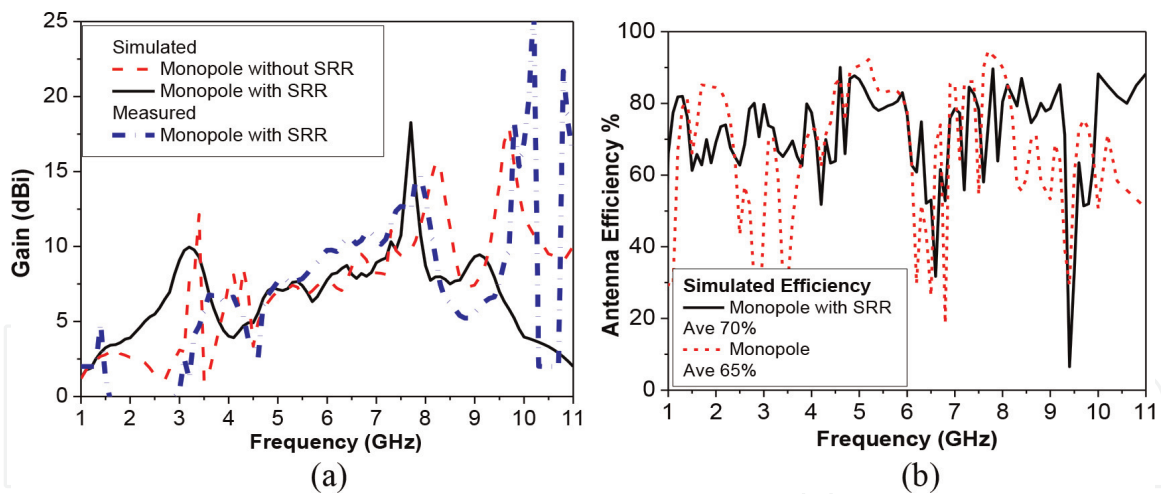 25
20
15
10
5
0
Gain (dBi)
Simulated
Monopole without SRR
Monopole with SRR
Measured
Monopole with SRR
1 2 3 4 5 6 7 8 9 10 11
Frequency (GHz)
(a)
100
80
60
40
20
0
Antenna Efficiency %
Simulated Efficiency
Monopole with SRR
Ave 70%
Monopole
Ave 65%
1 2 3 4 5 6 7 8 9 10 11
Frequency (GHz)
(b)